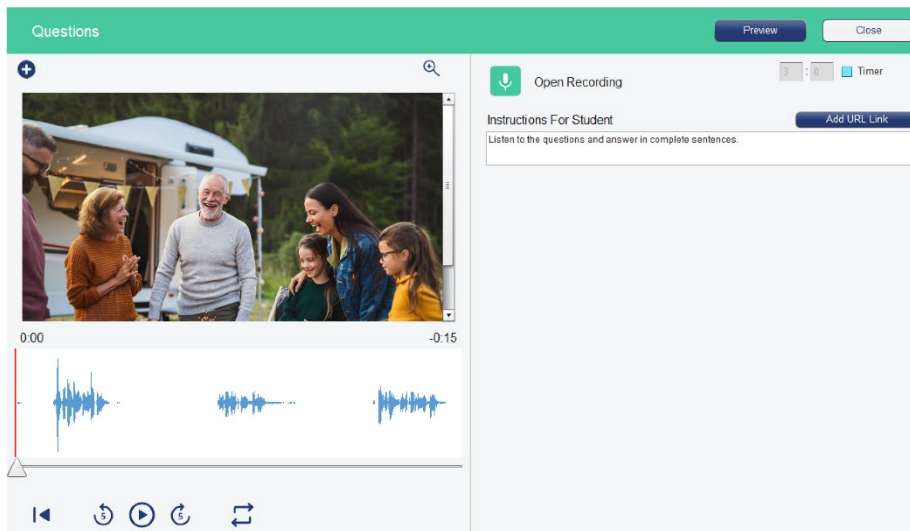 Questions
Preview
Close
Open Recording
3 : 0 Timer
Instructions For Student
Add URL Link
Listen to the questions and answer in complete sentences.
0:00
-0:15
5
5